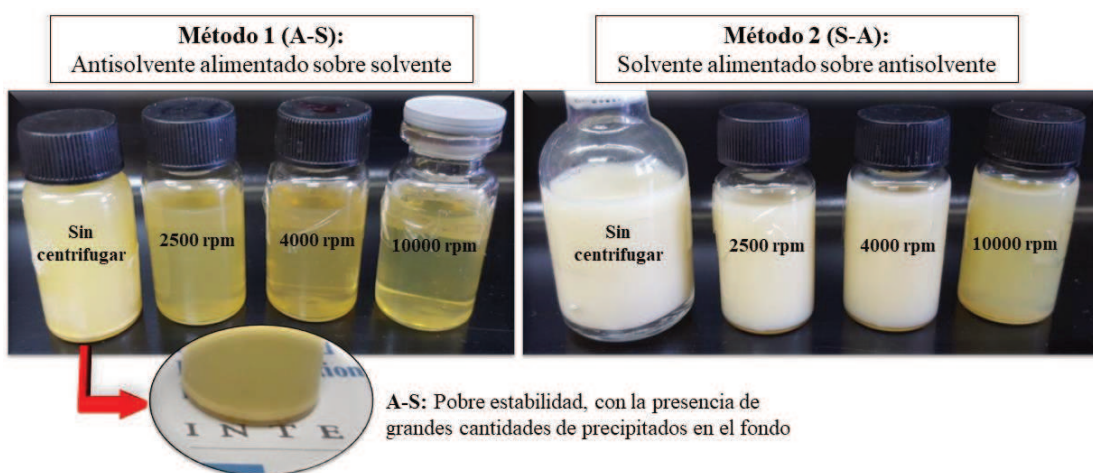 Método 1 (A-S):
Antisolvente alimentado sobre solvente
Método 2 (S-A):
Solvente alimentado sobre antisolvente
Sin
centrifugar
2500 rpm
4000 rpm
10000 rpm
Sin
centrifugar
2500 rpm
4000 rpm
10000 rpm
tion
I N T E
A-S: Pobre estabilidad, con la presencia de
grandes cantidades de precipitados en el fondo